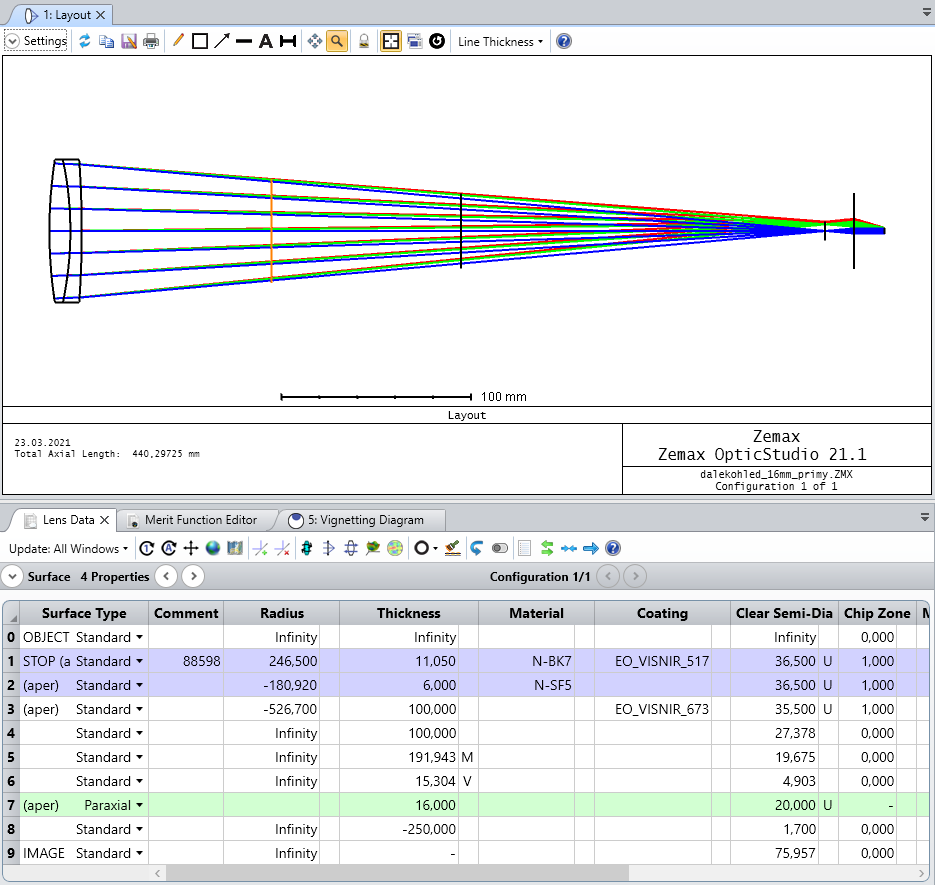 1: Layout
Settings Line Thickness
100 mm
Layout
23.03.2021
Total Axial Length: 440,29725 mm
Zemax
Zemax OpticStudio 21.1
dalekohled_16mm_primy.ZMX
Configuration 1 of 1
Lens Data Merit Function Editor 5: Vignetting Diagram
Update: All Windows
Surface 4 Properties Configuration 1/1
Surface Type Comment Radius Thickness Material Coating Clear Semi-Dia Chip Zone
0 OBJECT Standard Infinity Infinity Infinity 0,000
1 STOP (a Standard 88598 246,500 11,050 N-BK7 EO_VISNIR_517 36,500 U 1,000
2 (aper) Standard -180,920 6,000 N-SF5 36,500 U 1,000
3 (aper) Standard -526,700 100,000 EO_VISNIR_673 35,500 U 1,000
4 Standard Infinity 100,000 27,378 0,000
5 Standard Infinity 191,943 M 19,675 0,000
6 Standard Infinity 15,304 V 4,903 0,000
7 (aper) Paraxial 16,000 20,000 U -
8 Standard Infinity -250,000 1,700 0,000
9 IMAGE Standard Infinity - 75,957 0,000